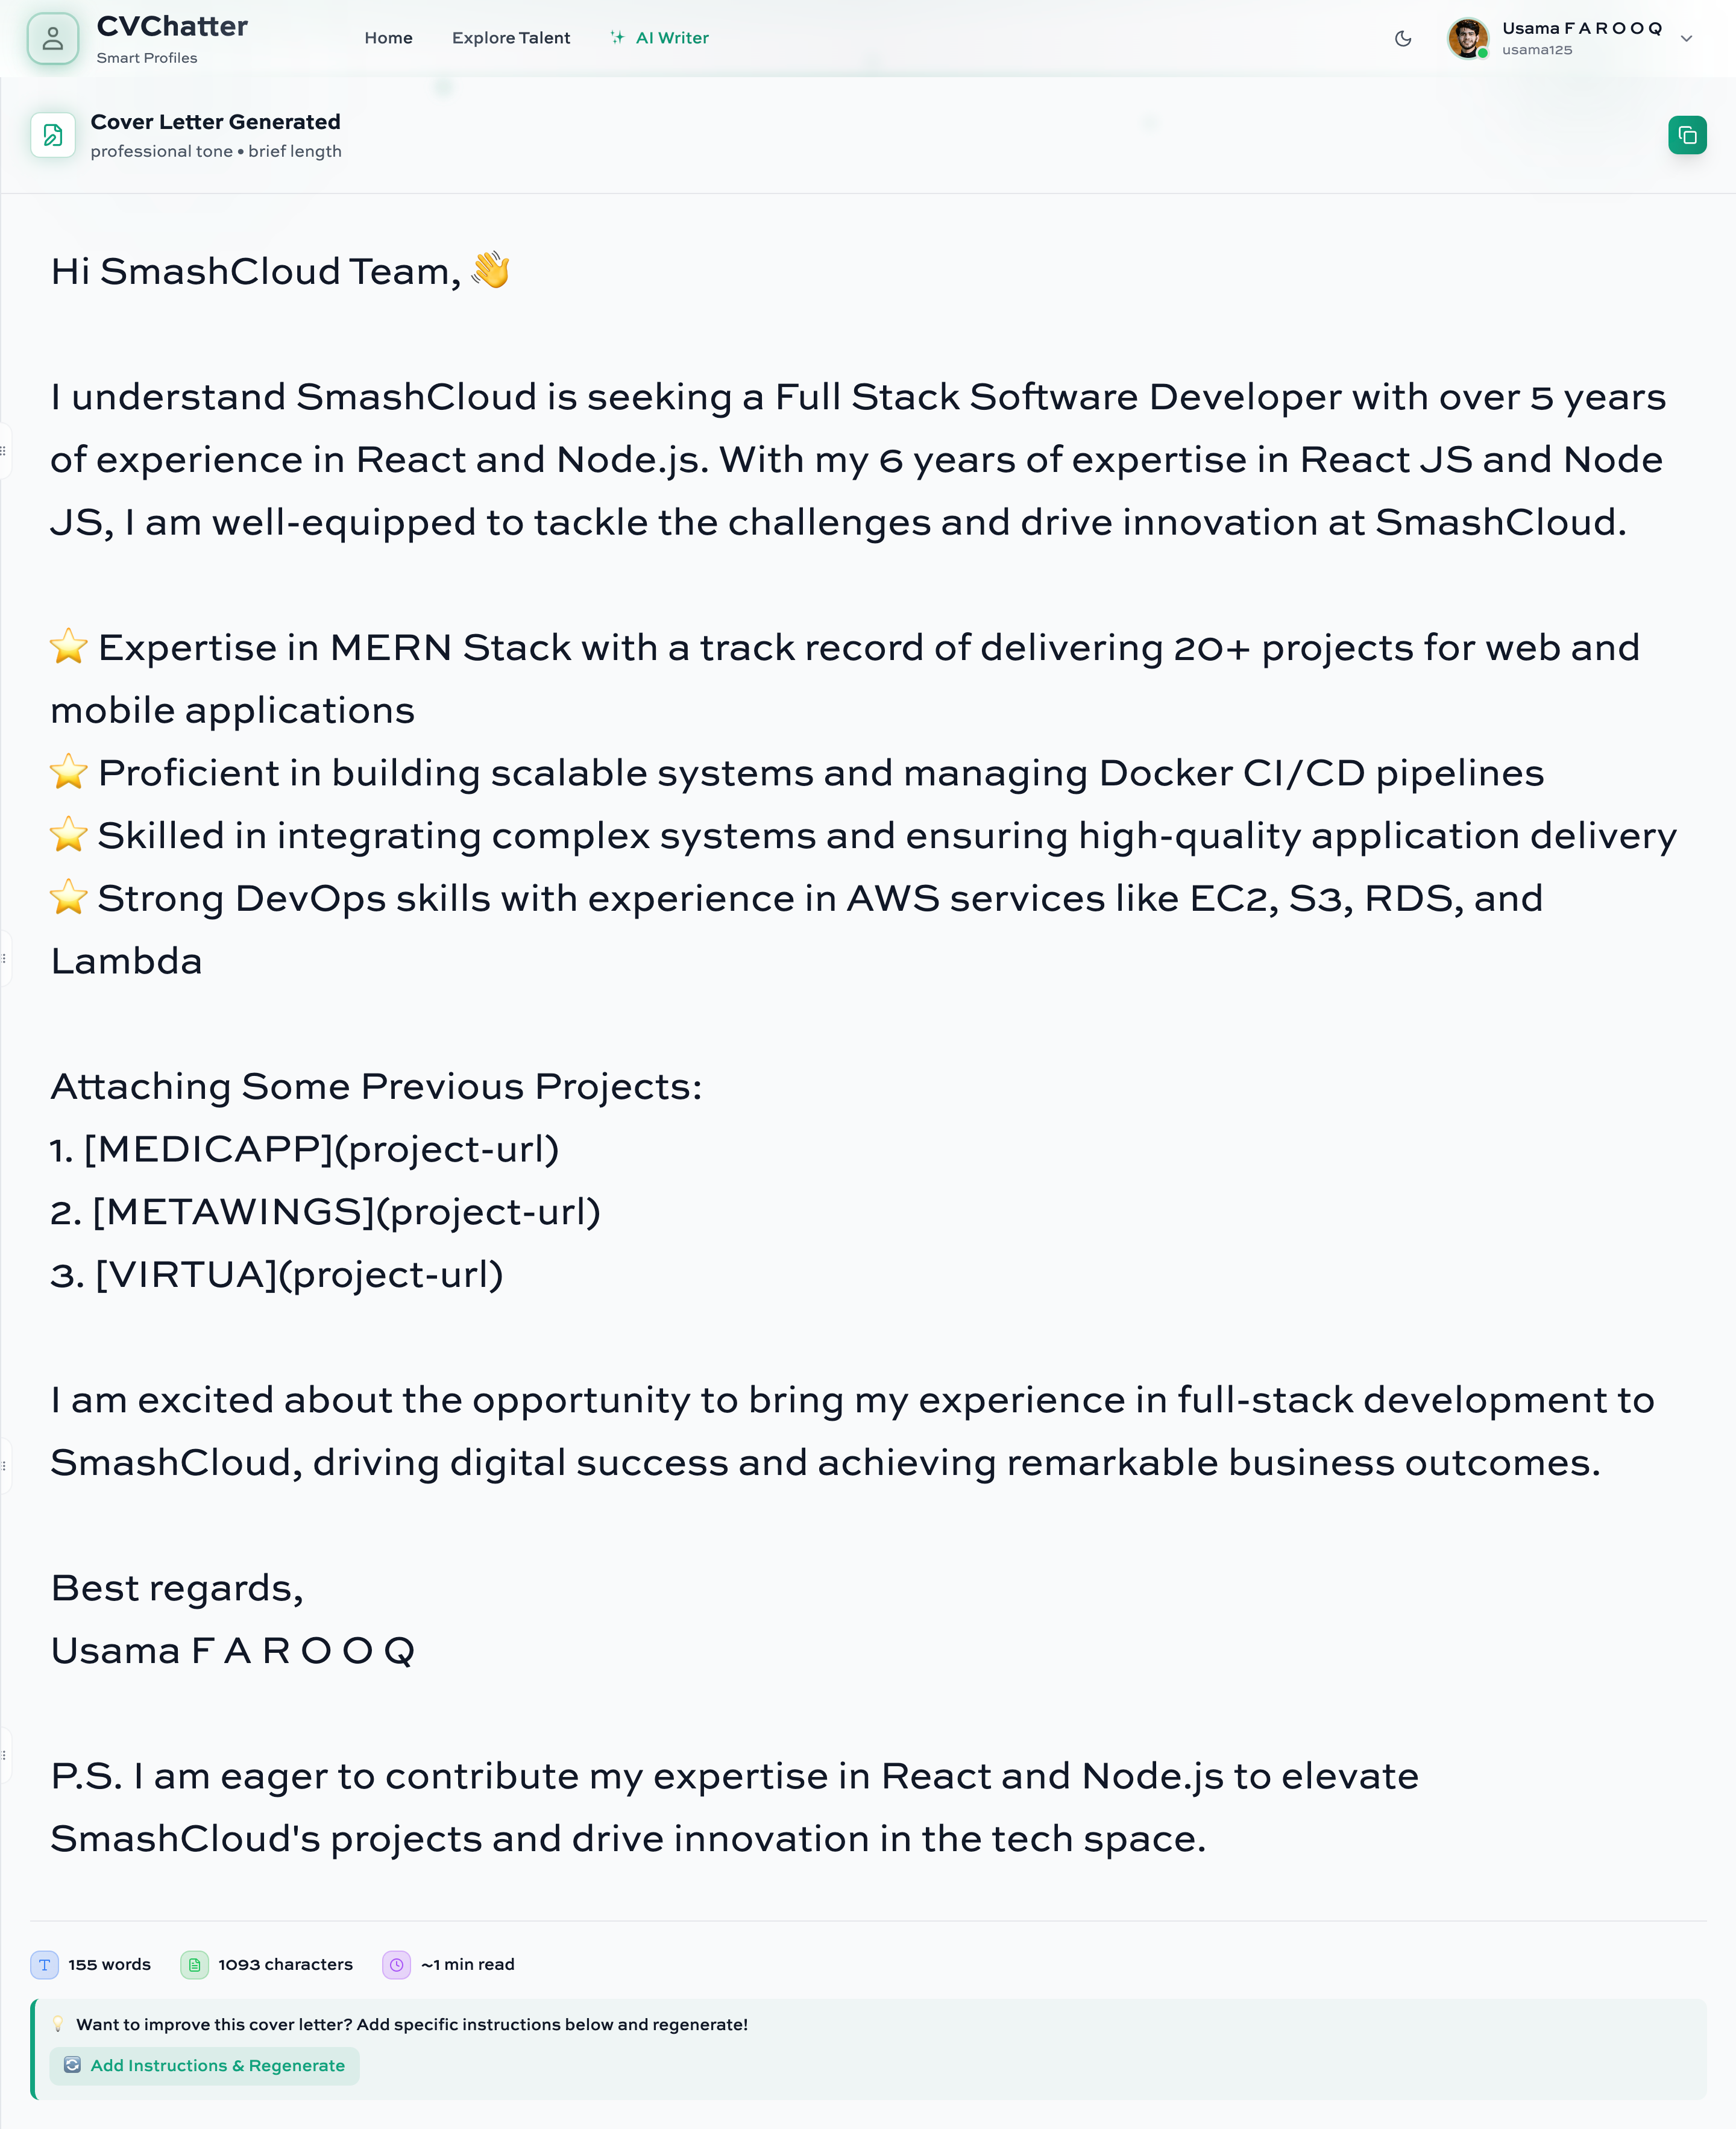 CVChatter
Smart Profiles
Home
Explore Talent
AI Writer
Usama F A R O O Q
usama125
Cover Letter Generated
professional tone • brief length
Hi SmashCloud Team, 👋
I understand SmashCloud is seeking a Full Stack Software Developer with over 5 years
of experience in React and Node.js. With my 6 years of expertise in React JS and Node
JS, I am well-equipped to tackle the challenges and drive innovation at SmashCloud.
⭐ Expertise in MERN Stack with a track record of delivering 20+ projects for web and
mobile applications
⭐ Proficient in building scalable systems and managing Docker CI/CD pipelines
⭐ Skilled in integrating complex systems and ensuring high-quality application delivery
⭐ Strong DevOps skills with experience in AWS services like EC2, S3, RDS, and
Lambda
Attaching Some Previous Projects:
1. [MEDICAPP](project-url)
2. [METAWINGS](project-url)
3. [VIRTUA](project-url)
I am excited about the opportunity to bring my experience in full-stack development to
SmashCloud, driving digital success and achieving remarkable business outcomes.
Best regards,
Usama F A R O O Q
P.S. I am eager to contribute my expertise in React and Node.js to elevate
SmashCloud's projects and drive innovation in the tech space.
155 words
1093 characters
~1 min read
💡 Want to improve this cover letter? Add specific instructions below and regenerate!
🔄 Add Instructions & Regenerate